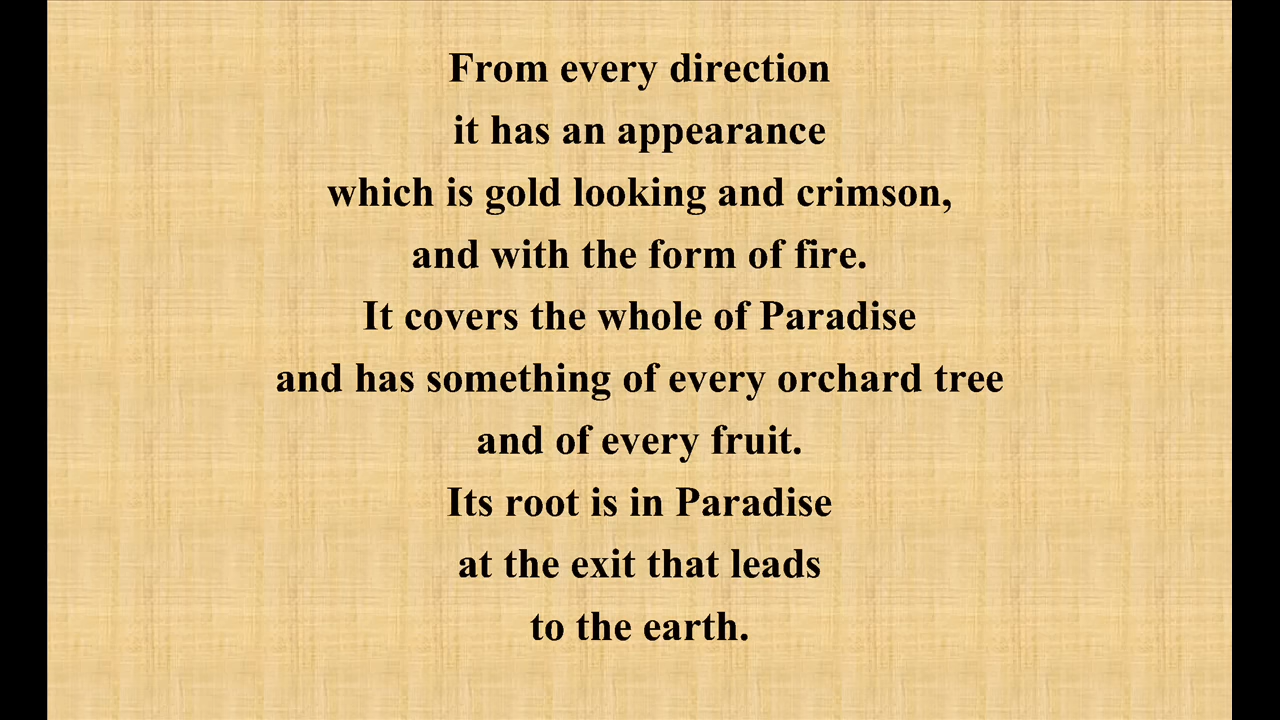 From every direction
it has an appearance
which is gold looking and crimson,
and with the form of fire.
It covers the whole of Paradise
and has something of every orchard tree
and of every fruit.
Its root is in Paradise
at the exit that leads
to the earth.